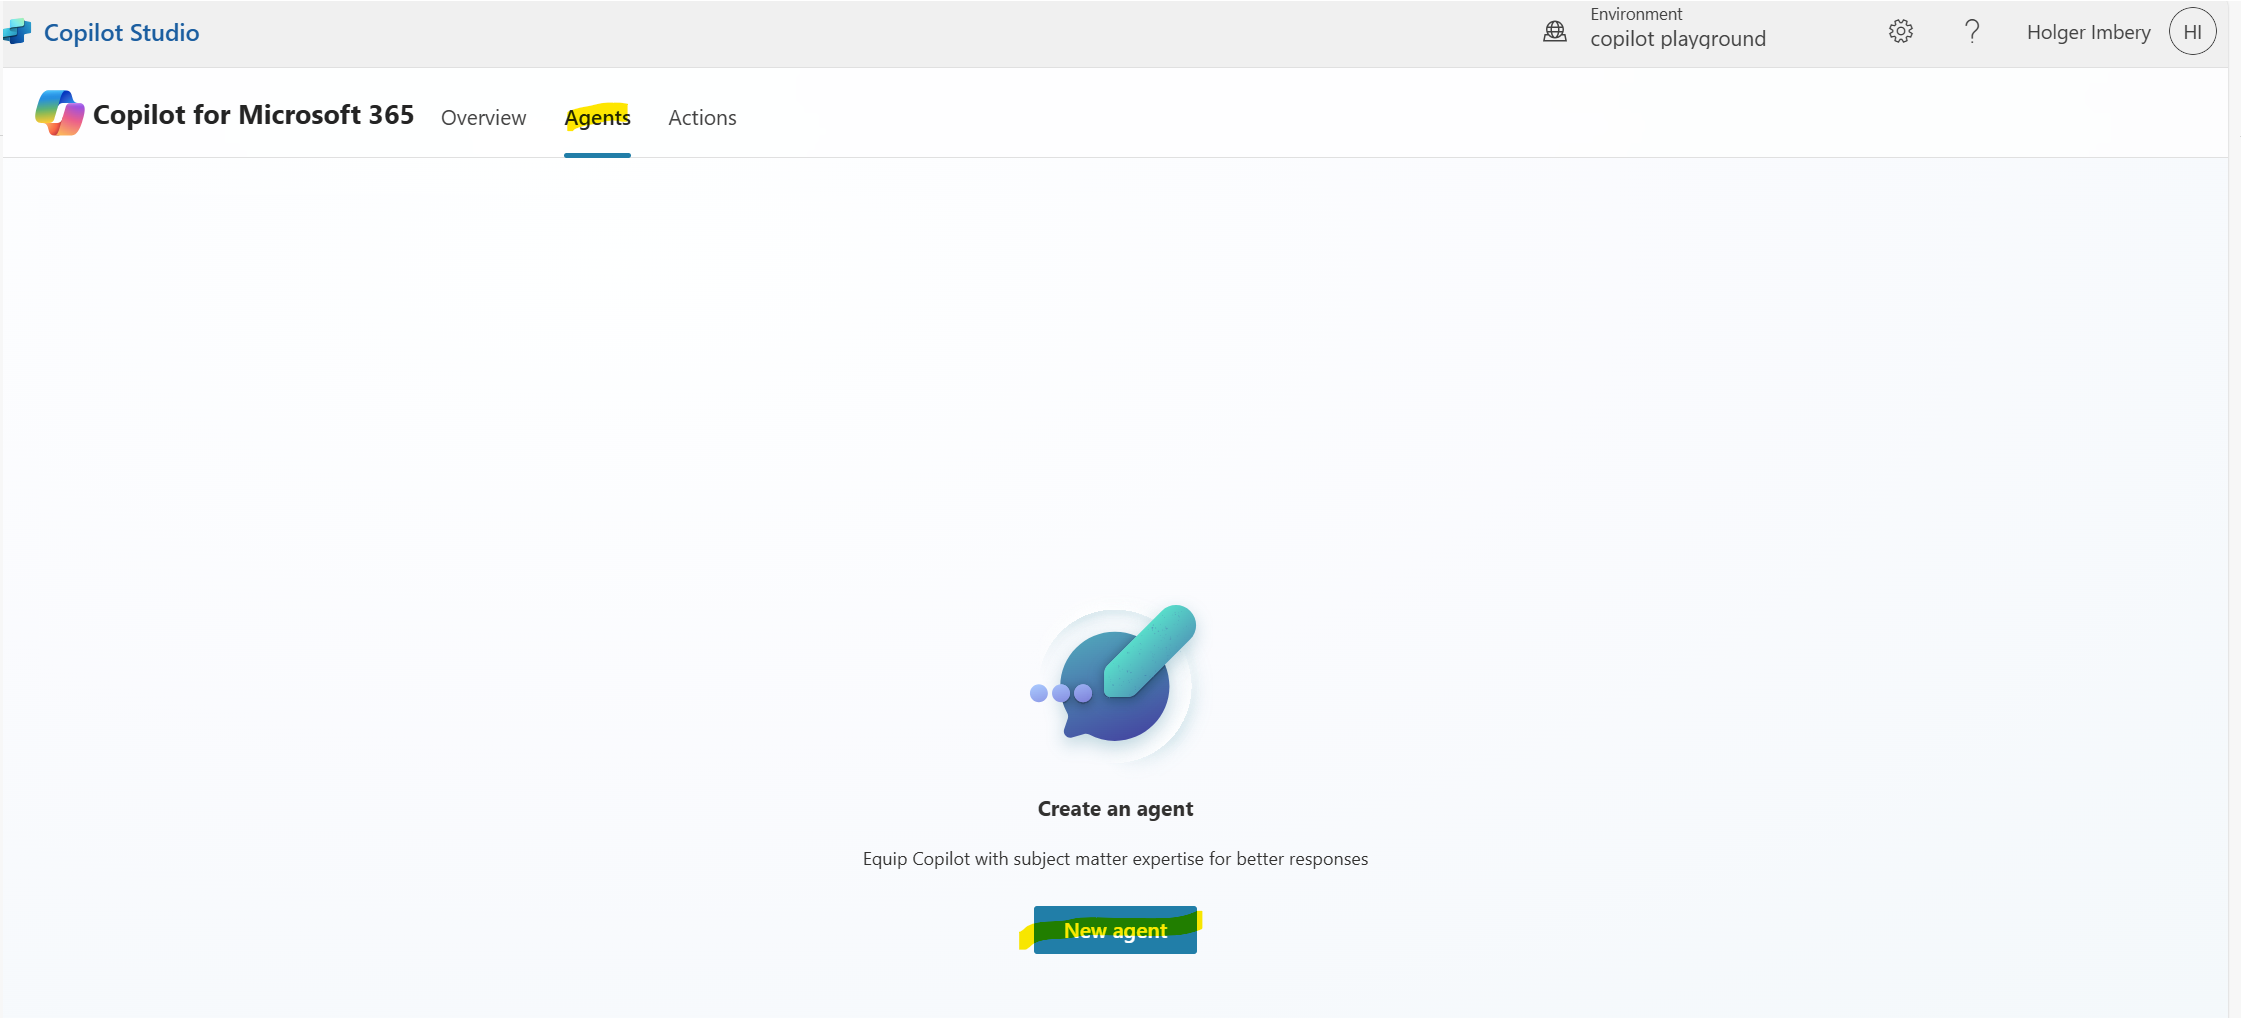 Copilot Studio
Environment
copilot playground
Holger Imbery
HI
Copilot for Microsoft 365
Overview
Agents
Actions
Create an agent
Equip Copilot with subject matter expertise for better responses
New agent